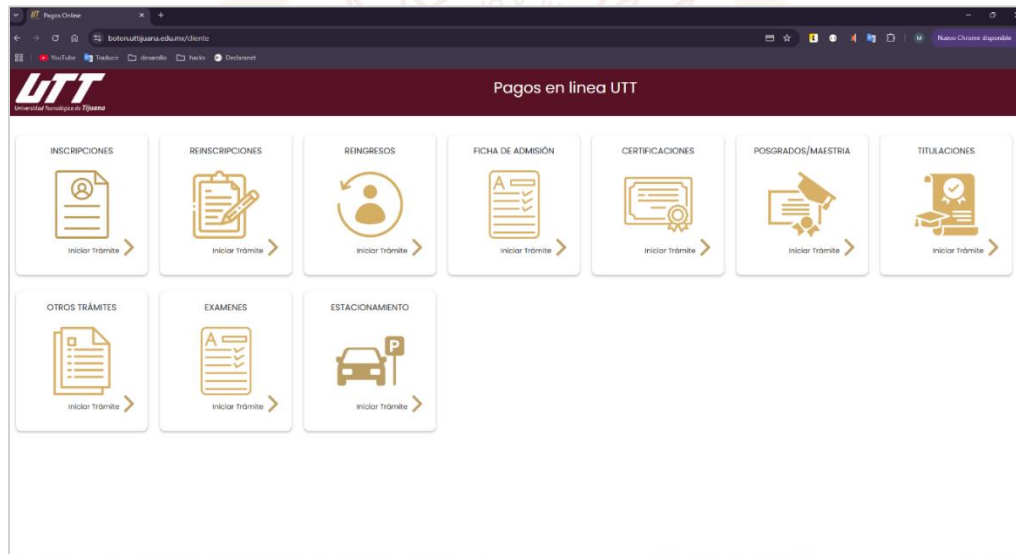 Pagos Online
botton.uttijuana.edu.mx/cliente
Nuevo Chrome disponible
YouTube
Traducir
desarollo
hacks
Declaranet
UTT
Universidad Tecnológica de Tijuana
Pagos en linea UTT
INSCRIPCIONES
REINSCRIPCIONES
REINGRESOS
FICHA DE ADMISIÓN
CERTIFICACIONES
POSGRADOS/MAESTRIA
TITULACIONES
A
Iniciar Trámite
Iniciar Trámite
Iniciar Trámite
Iniciar Trámite
Iniciar Trámite
Iniciar Trámite
Iniciar Trámite
OTROS TRÁMITES
EXAMENES
ESTACIONAMIENTO
A
P
Iniciar Trámite
Iniciar Trámite
Iniciar Trámite